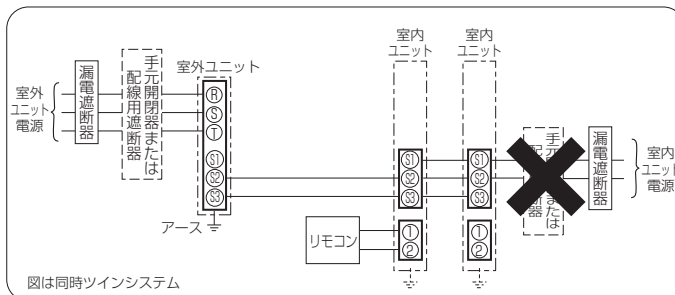 室外
ユニット
電源
漏電遮断器
手元開閉器または
配線用遮断器
室外ユニット
R
S
T
S1
S2
S3
アース
リモコン
室内
ユニット
S1
S2
S3
1
2
室内
ユニット
S1
S2
S3
1
2
手元
または
配
断器
漏電遮断器
室内
ユニット
電源
図は同時ツインシステム